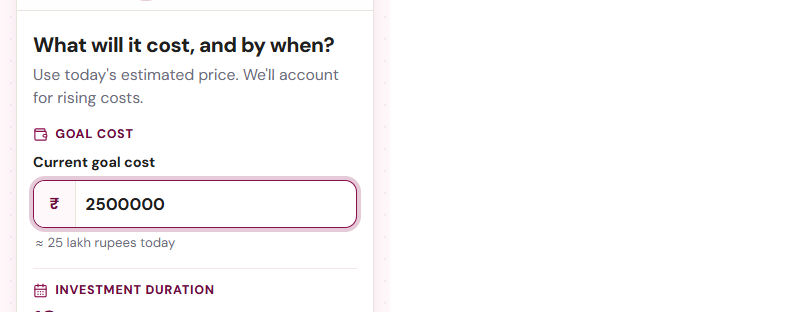 What will it cost, and by when?
Use today's estimated price. We'll account
for rising costs.
GOAL COST
Current goal cost
₹ 2500000
≈ 25 lakh rupees today
INVESTMENT DURATION